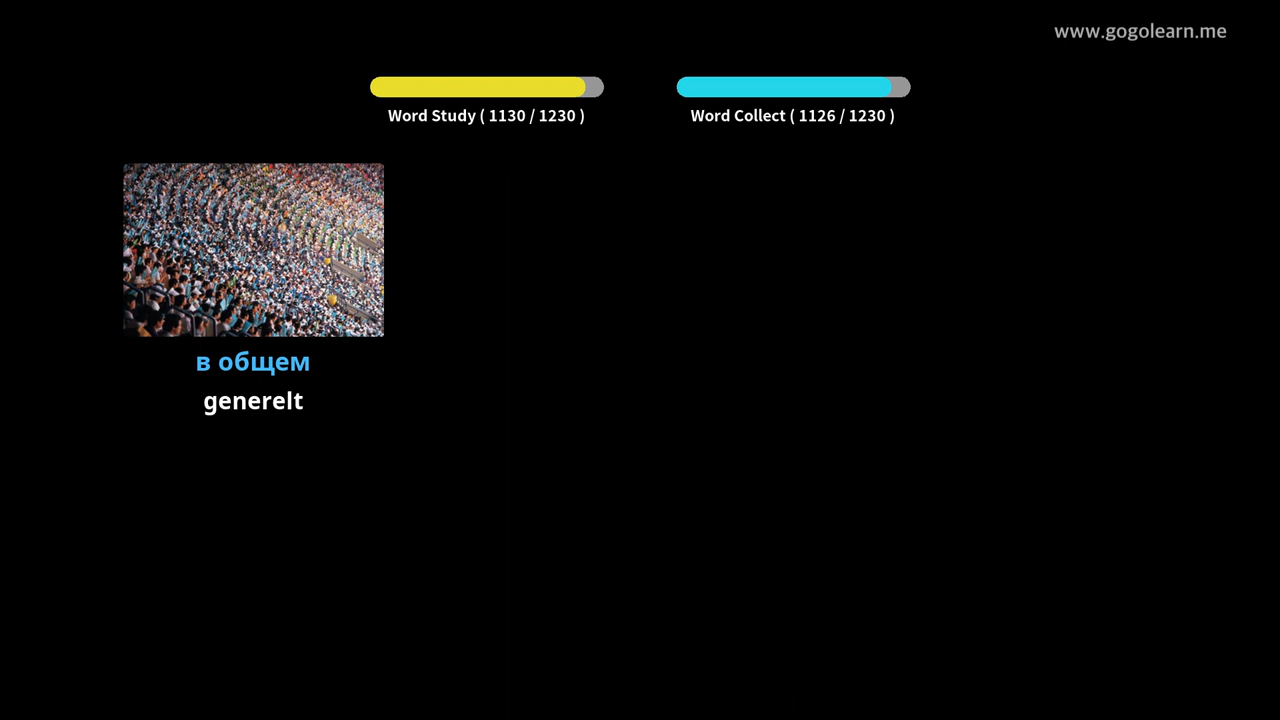 www.gogolearn.me
Word Study ( 1130 / 1230 )
Word Collect ( 1126 / 1230 )
в общем
generelt